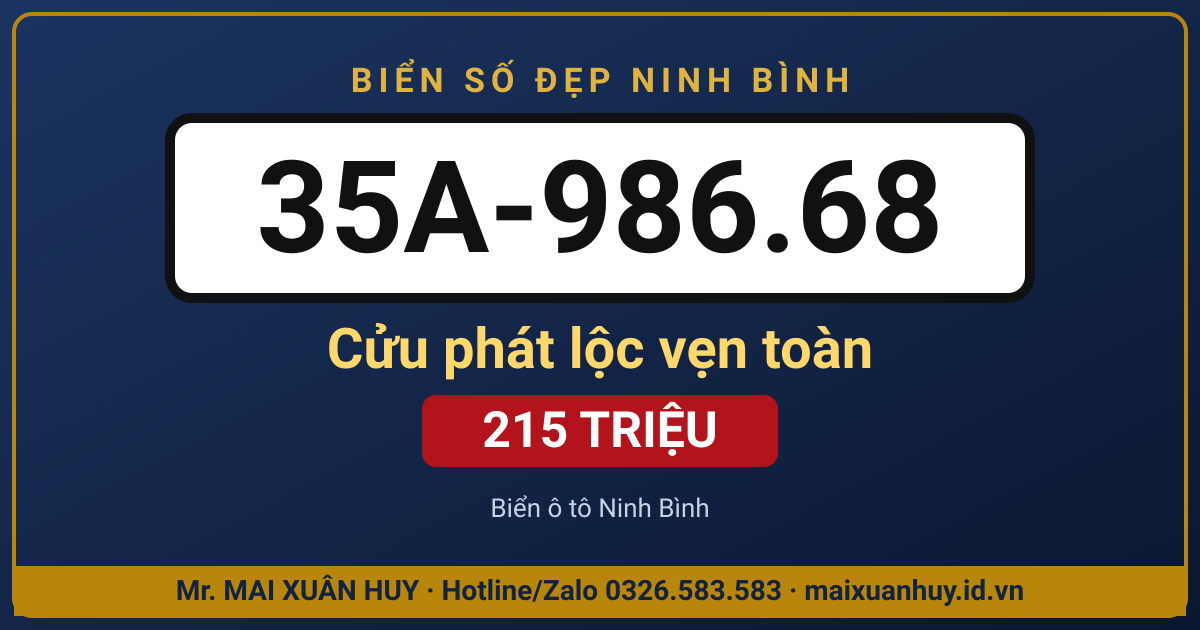 BIỂN SỐ ĐẸP NINH BÌNH
35A-986.68
Cửu phát lộc vẹn toàn
215 TRIỆU
Biển ô tô Ninh Bình
Mr. MAI XUÂN HUY · Hotline/Zalo 0326.583.583 · maixuanhuy.id.vn